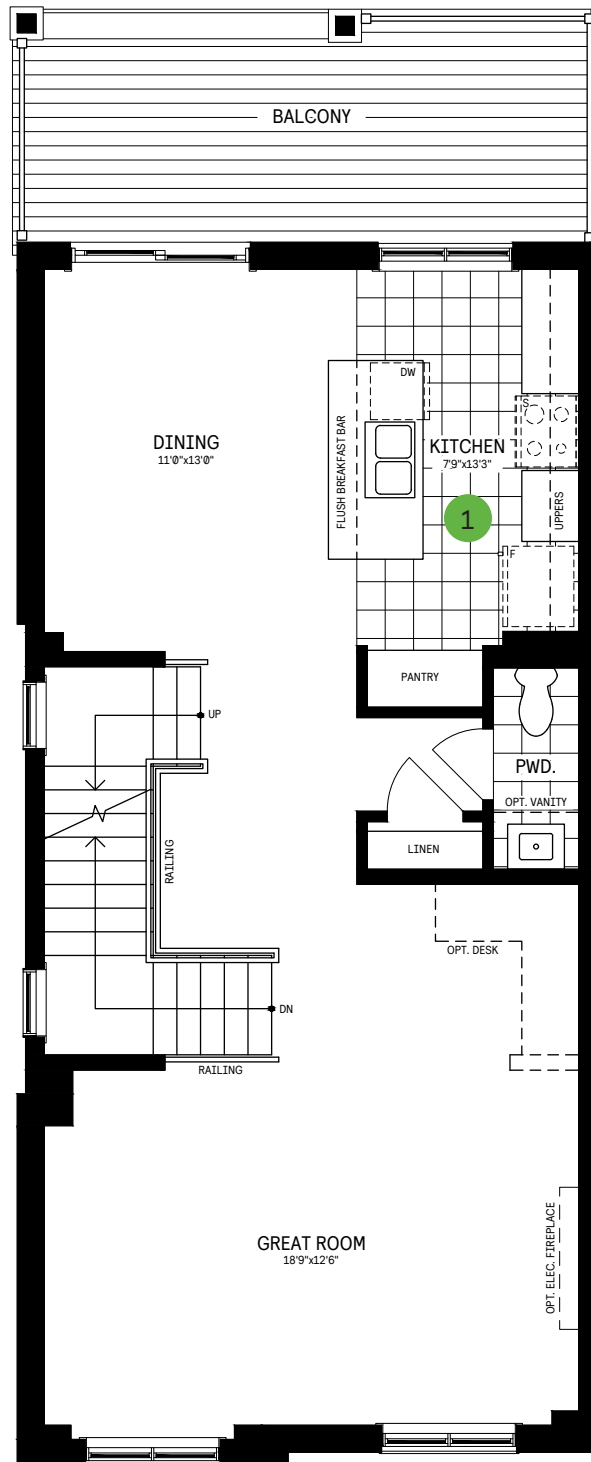 BALCONY
DW
S
DINING
11'0"x13'0"
FLUSH BREAKFAST BAR
KITCHEN
7'9"x13'3"
1
UPPERS
F
PANTRY
UP
PWD.
OPT. VANITY
RAILING
LINEN
OPT. DESK
DN
RAILING
GREAT ROOM
18'9"x12'6"
OPT. ELEC. FIREPLACE